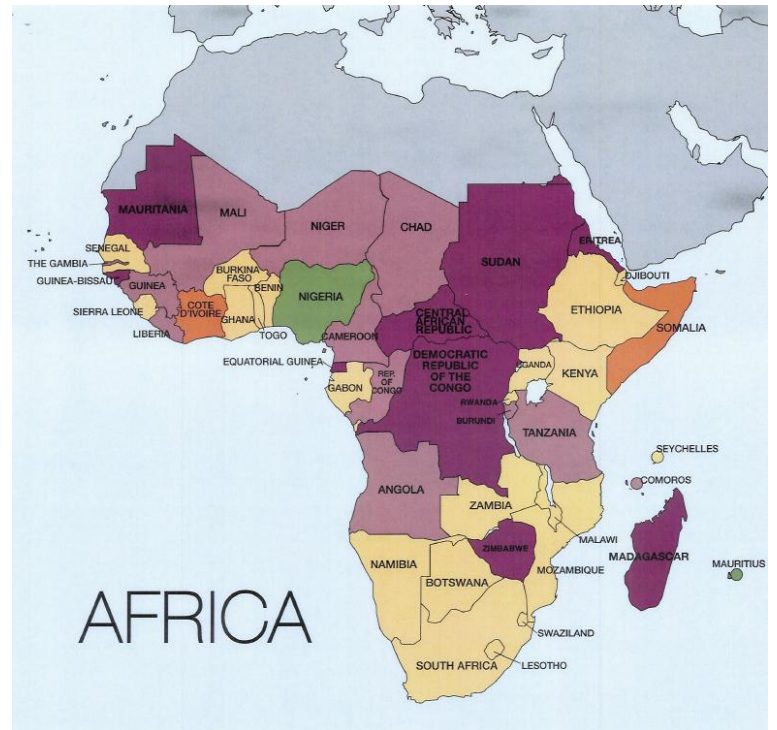 MAURITANIA
MALI
NIGER
CHAD
SUDAN
ERITREA
SENEGAL
THE GAMBIA
GUINEA-BISSAU
GUINEA
SIERRA LEONE
LIBERIA
COTE
D'IVOIRE
BURKINA
FASO
GHANA
TOGO
BENIN
NIGERIA
CAMEROON
CENTRAL
AFRICAN
REPUBLIC
DJIBOUTI
ETHIOPIA
SOMALIA
EQUATORIAL GUINEA
GABON
REP.
OF
CONGO
DEMOCRATIC
REPUBLIC
OF THE
CONGO
UGANDA
KENYA
RWANDA
BURUNDI
TANZANIA
SEYCHELLES
COMOROS
ANGOLA
ZAMBIA
MALAWI
MOZAMBIQUE
ZIMBABWE
MADAGASCAR
MAURITIUS
NAMIBIA
BOTSWANA
SWAZILAND
LESOTHO
SOUTH AFRICA
AFRICA